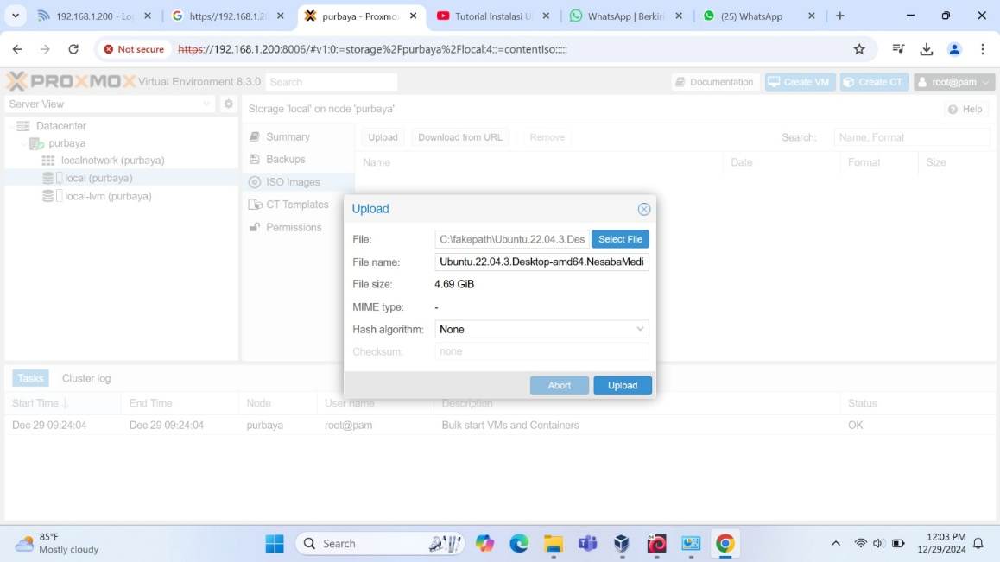 192.168.1.200 - Lo
https//192.168.1.2
purbaya - Proxmo
Tutorial Instalasi U
WhatsApp | Berkiri
(25) WhatsApp
Not secure
https://192.168.1.200:8006/#v1:0:=storage%2Fpurbaya%2Flocal:4::=contentIso:::::
PROXMOX Virtual Environment 8.3.0 Search
Documentation Create VM Create CT root@pam
Server View
Storage 'local' on node 'purbaya'
Help
Datacenter
purbaya
localnetwork (purbaya)
local (purbaya)
local-lvm (purbaya)
Summary
Backups
ISO Images
CT Templates
Permissions
Upload Download from URL Remove Search: Name, Format
Name Date Format Size
Upload
File: C:\fakepath\Ubuntu.22.04.3.Des Select File
File name: Ubuntu.22.04.3.Desktop-amd64.NesabaMedi
File size: 4.69 GiB
MIME type: -
Hash algorithm: None
Checksum: none
Abort Upload
Tasks Cluster log
Start Time End Time Node User name Description Status
Dec 29 09:24:04 Dec 29 09:24:04 purbaya root@pam Bulk start VMs and Containers OK
85°F
Mostly cloudy
Search
12:03 PM
12/29/2024